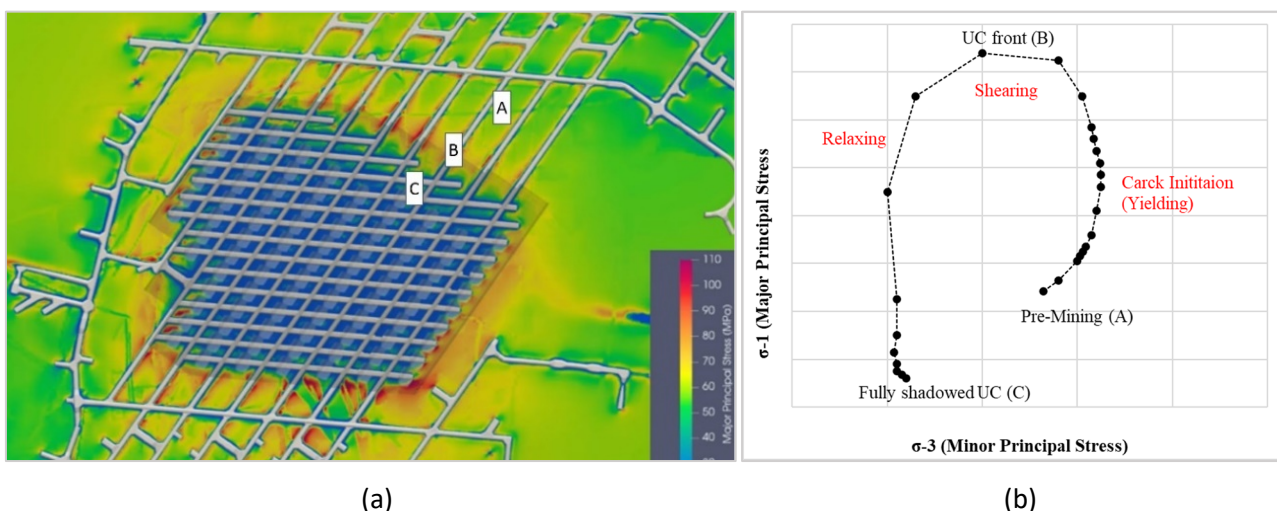 A
B
C
110
100
90
80
70
60
50
40
Major Principal Stress (MPa)
UC front (B)
Shearing
Relaxing
Carck Inititaion
(Yielding)
Pre-Mining (A)
Fully shadowed UC (C)
σ-1 (Major Principal Stress)
σ-3 (Minor Principal Stress)
(a)
(b)